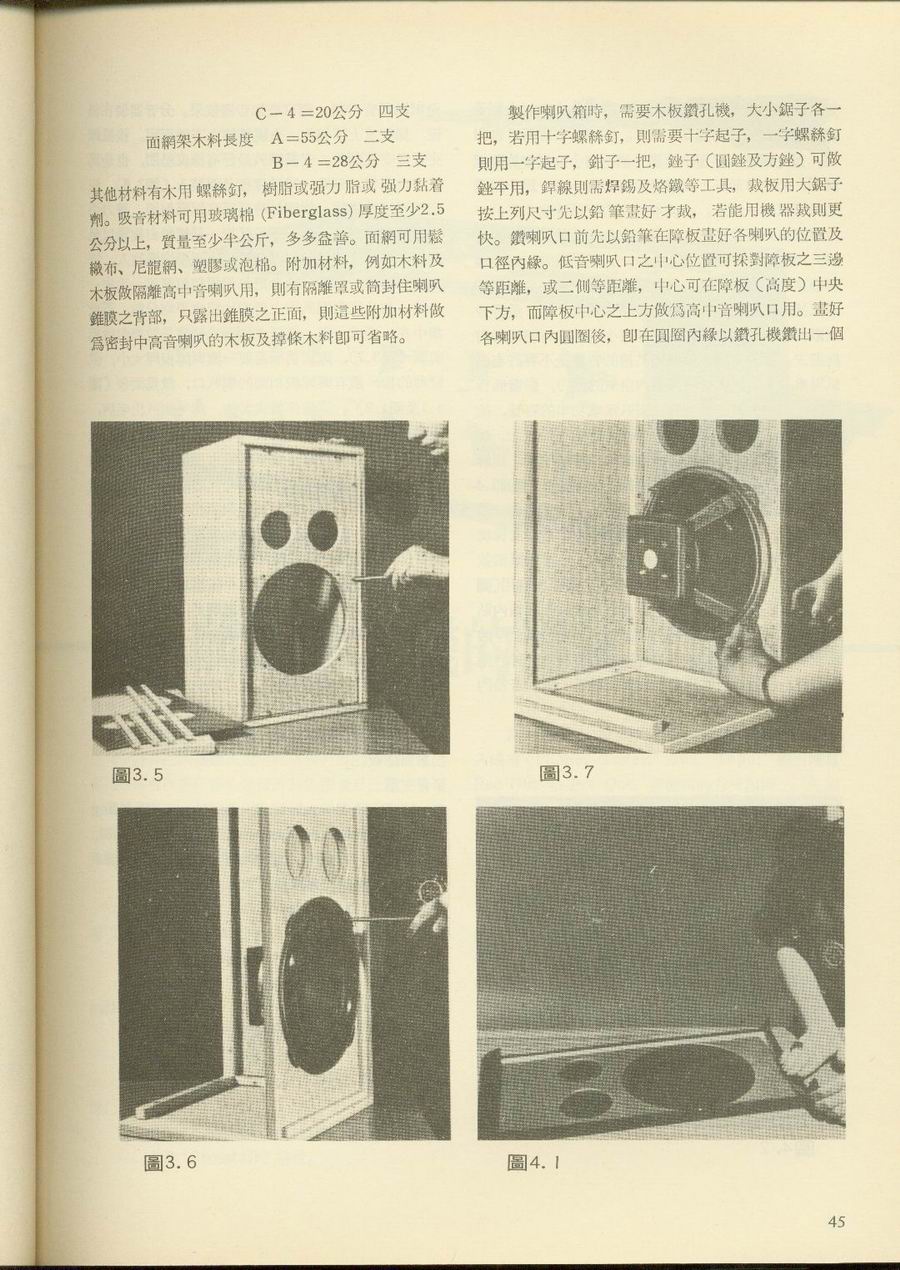 C－4＝20公分　四支
面網架木料長度　A＝55公分　二支
B－4＝28公分　三支
其他材料有木用螺絲釘，樹脂或强力脂或强力黏着
劑。吸音材料可用玻璃棉 (Fiberglass) 厚度至少2.5
公分以上，質量至少半公斤，多多益善。面網可用鬆
織布、尼龍網、塑膠或泡棉。附加材料，例如木料及
木板做隔離高中音喇叭用，則有隔離罩或筒封住喇叭
錐膜之背部，只露出錐膜之正面，則這些附加材料做
爲密封中高音喇叭的木板及撑條木料卽可省略。
製作喇叭箱時，需要木板鑽孔機，大小鋸子各一
把，若用十字螺絲釘，則需要十字起子，一字螺絲釘
則用一字起子，鉗子一把，銼子（圓銼及方銼）可做
銼平用，銲線則需焊錫及烙鐵等工具，裁板用大鋸子
按上列尺寸先以鉛筆畫好才裁，若能用機器裁則更
快。鑽喇叭口前先以鉛筆在障板畫好各喇叭的位置及
口徑內緣。低音喇叭口之中心位置可採對障板之三邊
等距離，或二側等距離，中心可在障板（高度）中央
下方，而障板中心之上方做爲高中音喇叭口用。畫好
各喇叭口內圓圈後，卽在圓圈內緣以鑽孔機鑽出一個
圖3.5
圖3.7
圖3.6
圖4.1
45